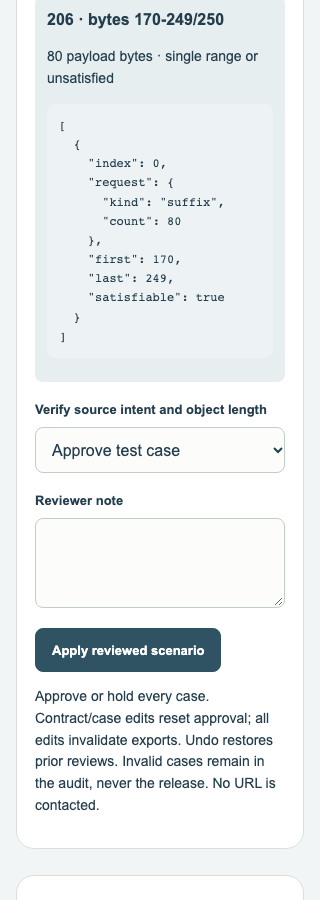 206 · bytes 170-249/250
80 payload bytes · single range or
unsatisfied
[
  {
    "index": 0,
    "request": {
      "kind": "suffix",
      "count": 80
    },
    "first": 170,
    "last": 249,
    "satisfiable": true
  }
]
Verify source intent and object length
Approve test case
Reviewer note
Apply reviewed scenario
Approve or hold every case.
Contract/case edits reset approval; all
edits invalidate exports. Undo restores
prior reviews. Invalid cases remain in
the audit, never the release. No URL is
contacted.